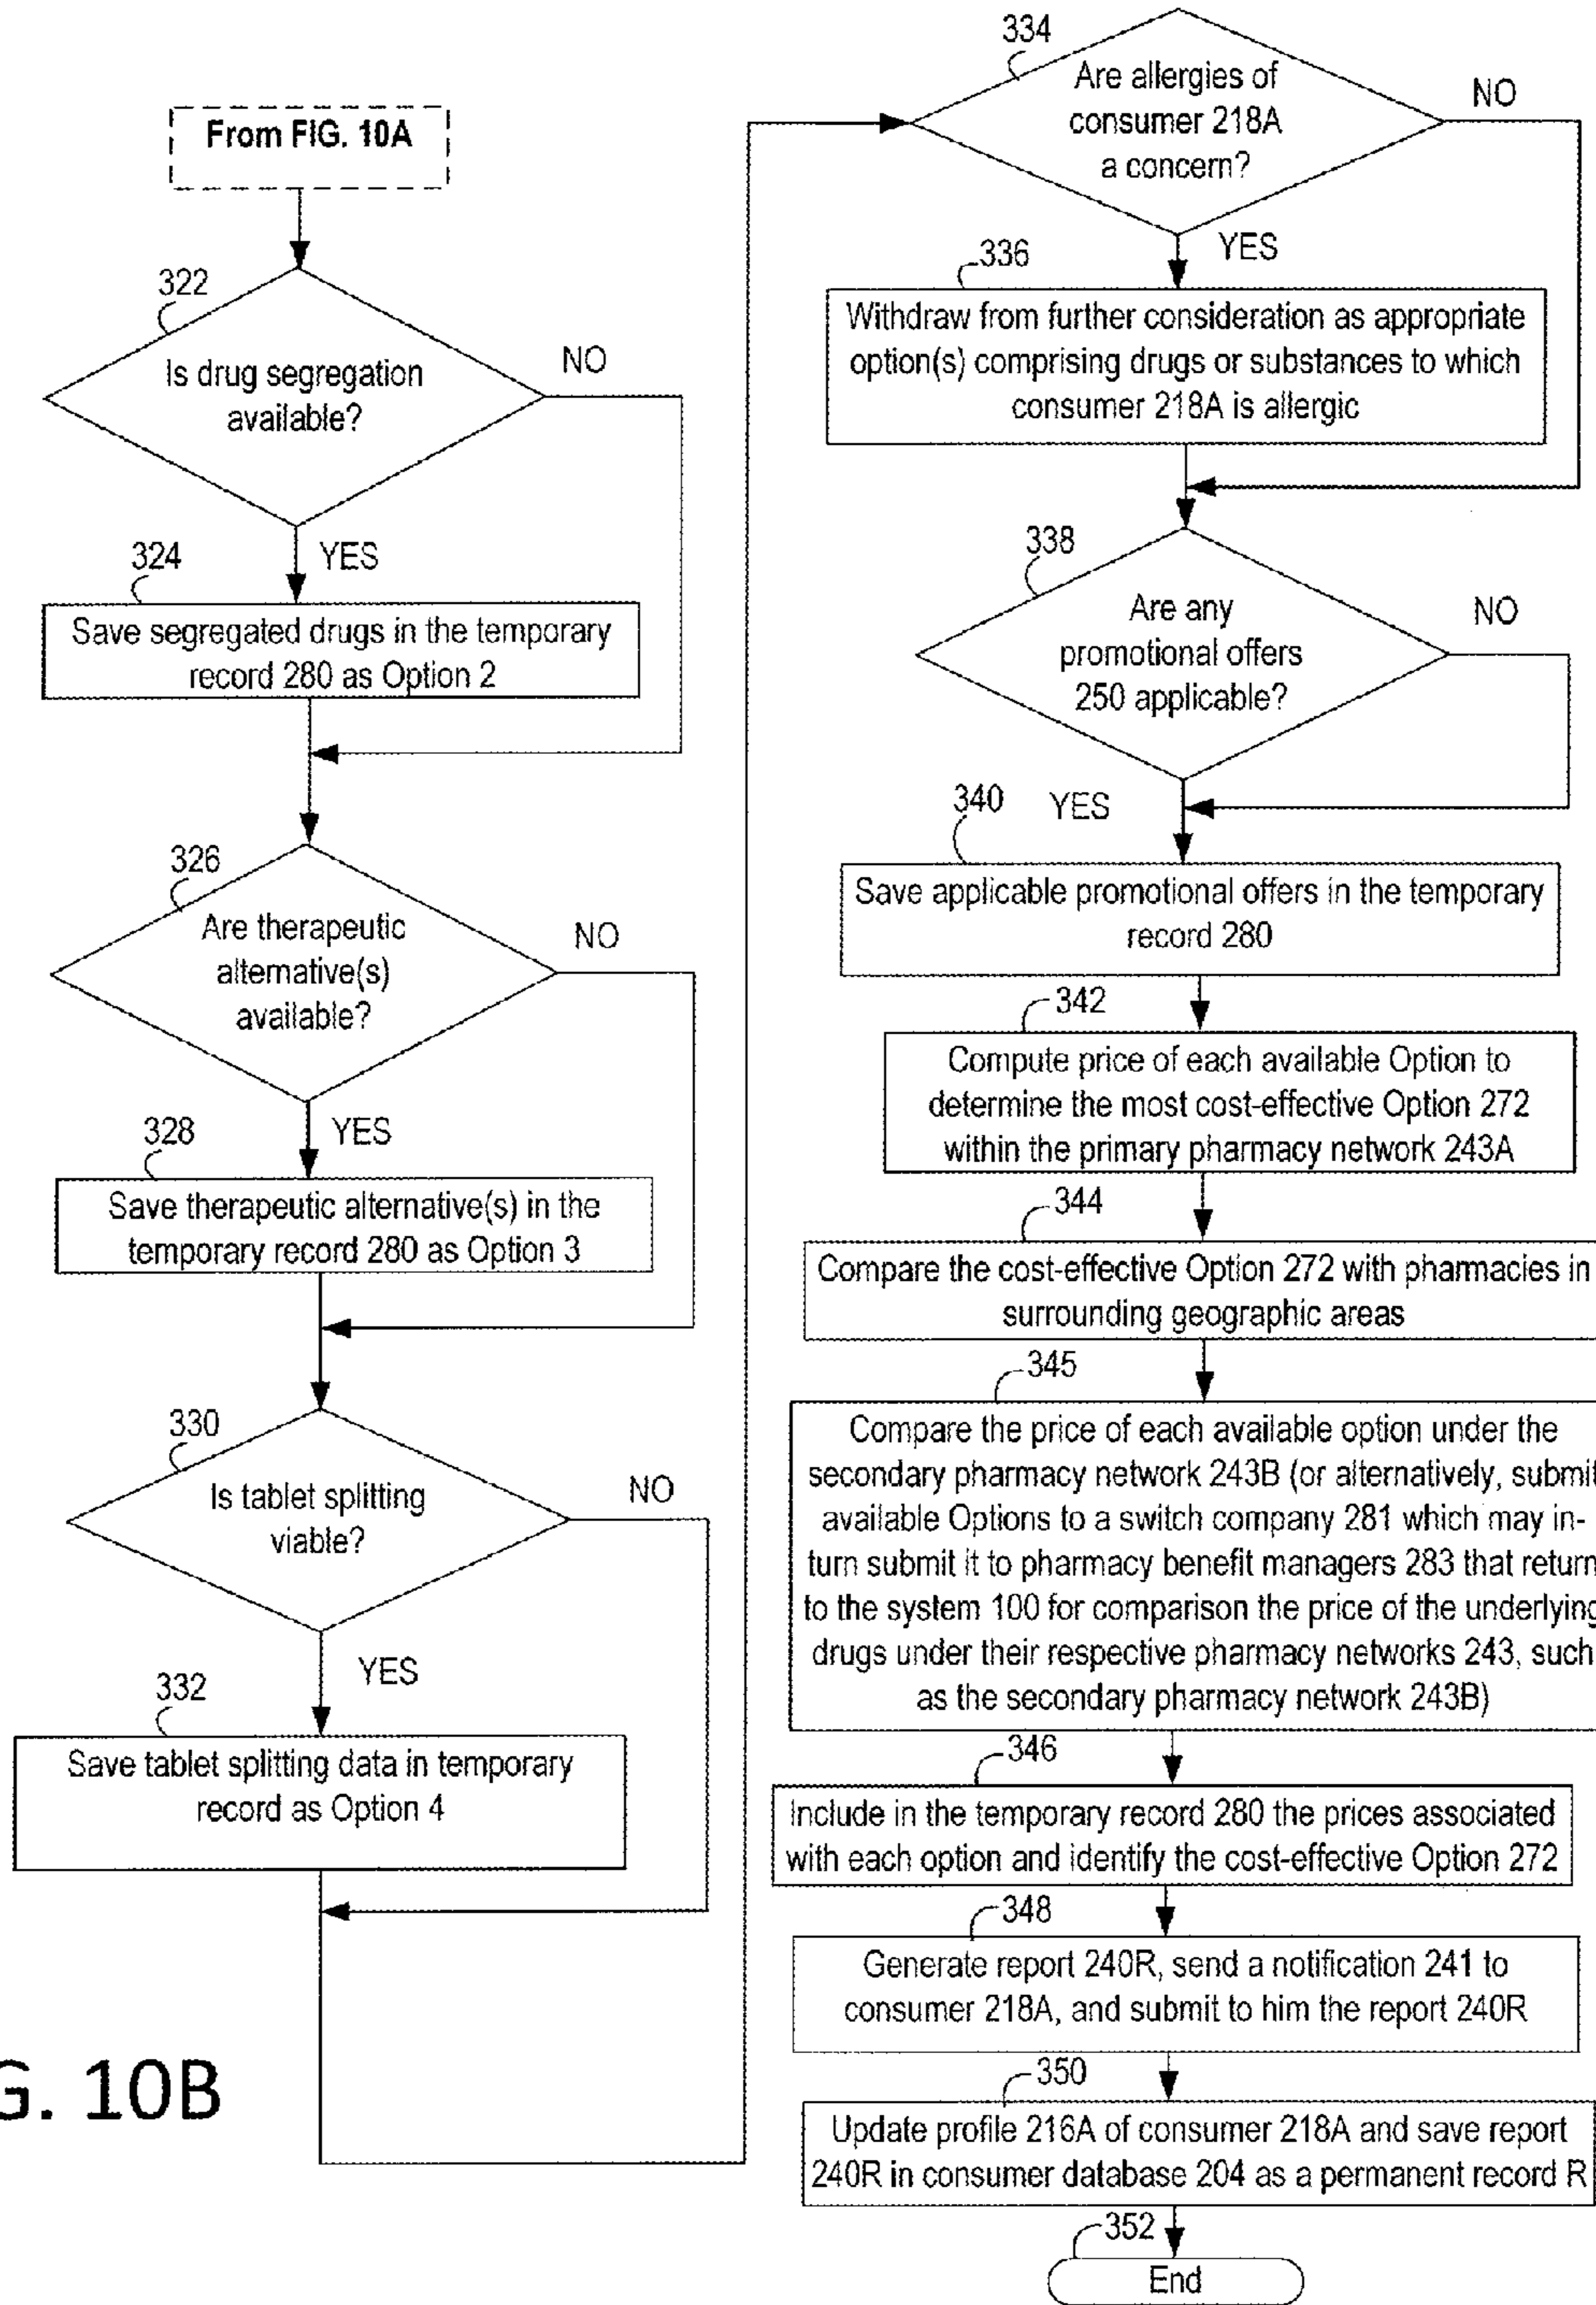 From FIG. 10A
322
Is drug segregation
available?
NO
YES
324
Save segregated drugs in the temporary
record 280 as Option 2
326
Are therapeutic
alternative(s)
available?
NO
YES
328
Save therapeutic alternative(s) in the
temporary record 280 as Option 3
330
Is tablet splitting
viable?
NO
YES
332
Save tablet splitting data in temporary
record as Option 4
G. 10B
334
Are allergies of
consumer 218A
a concern?
NO
YES
336
Withdraw from further consideration as appropriate
option(s) comprising drugs or substances to which
consumer 218A is allergic
338
Are any
promotional offers
250 applicable?
NO
YES
340
Save applicable promotional offers in the temporary
record 280
342
Compute price of each available Option to
determine the most cost-effective Option 272
within the primary pharmacy network 243A
344
Compare the cost-effective Option 272 with pharmacies in
surrounding geographic areas
345
Compare the price of each available option under the
secondary pharmacy network 243B (or alternatively, submit
available Options to a switch company 281 which may in-
turn submit it to pharmacy benefit managers 283 that return
to the system 100 for comparison the price of the underlying
drugs under their respective pharmacy networks 243, such
as the secondary pharmacy network 243B)
346
Include in the temporary record 280 the prices associated
with each option and identify the cost-effective Option 272
348
Generate report 240R, send a notification 241 to
consumer 218A, and submit to him the report 240R
350
Update profile 216A of consumer 218A and save report
240R in consumer database 204 as a permanent record R
352
End